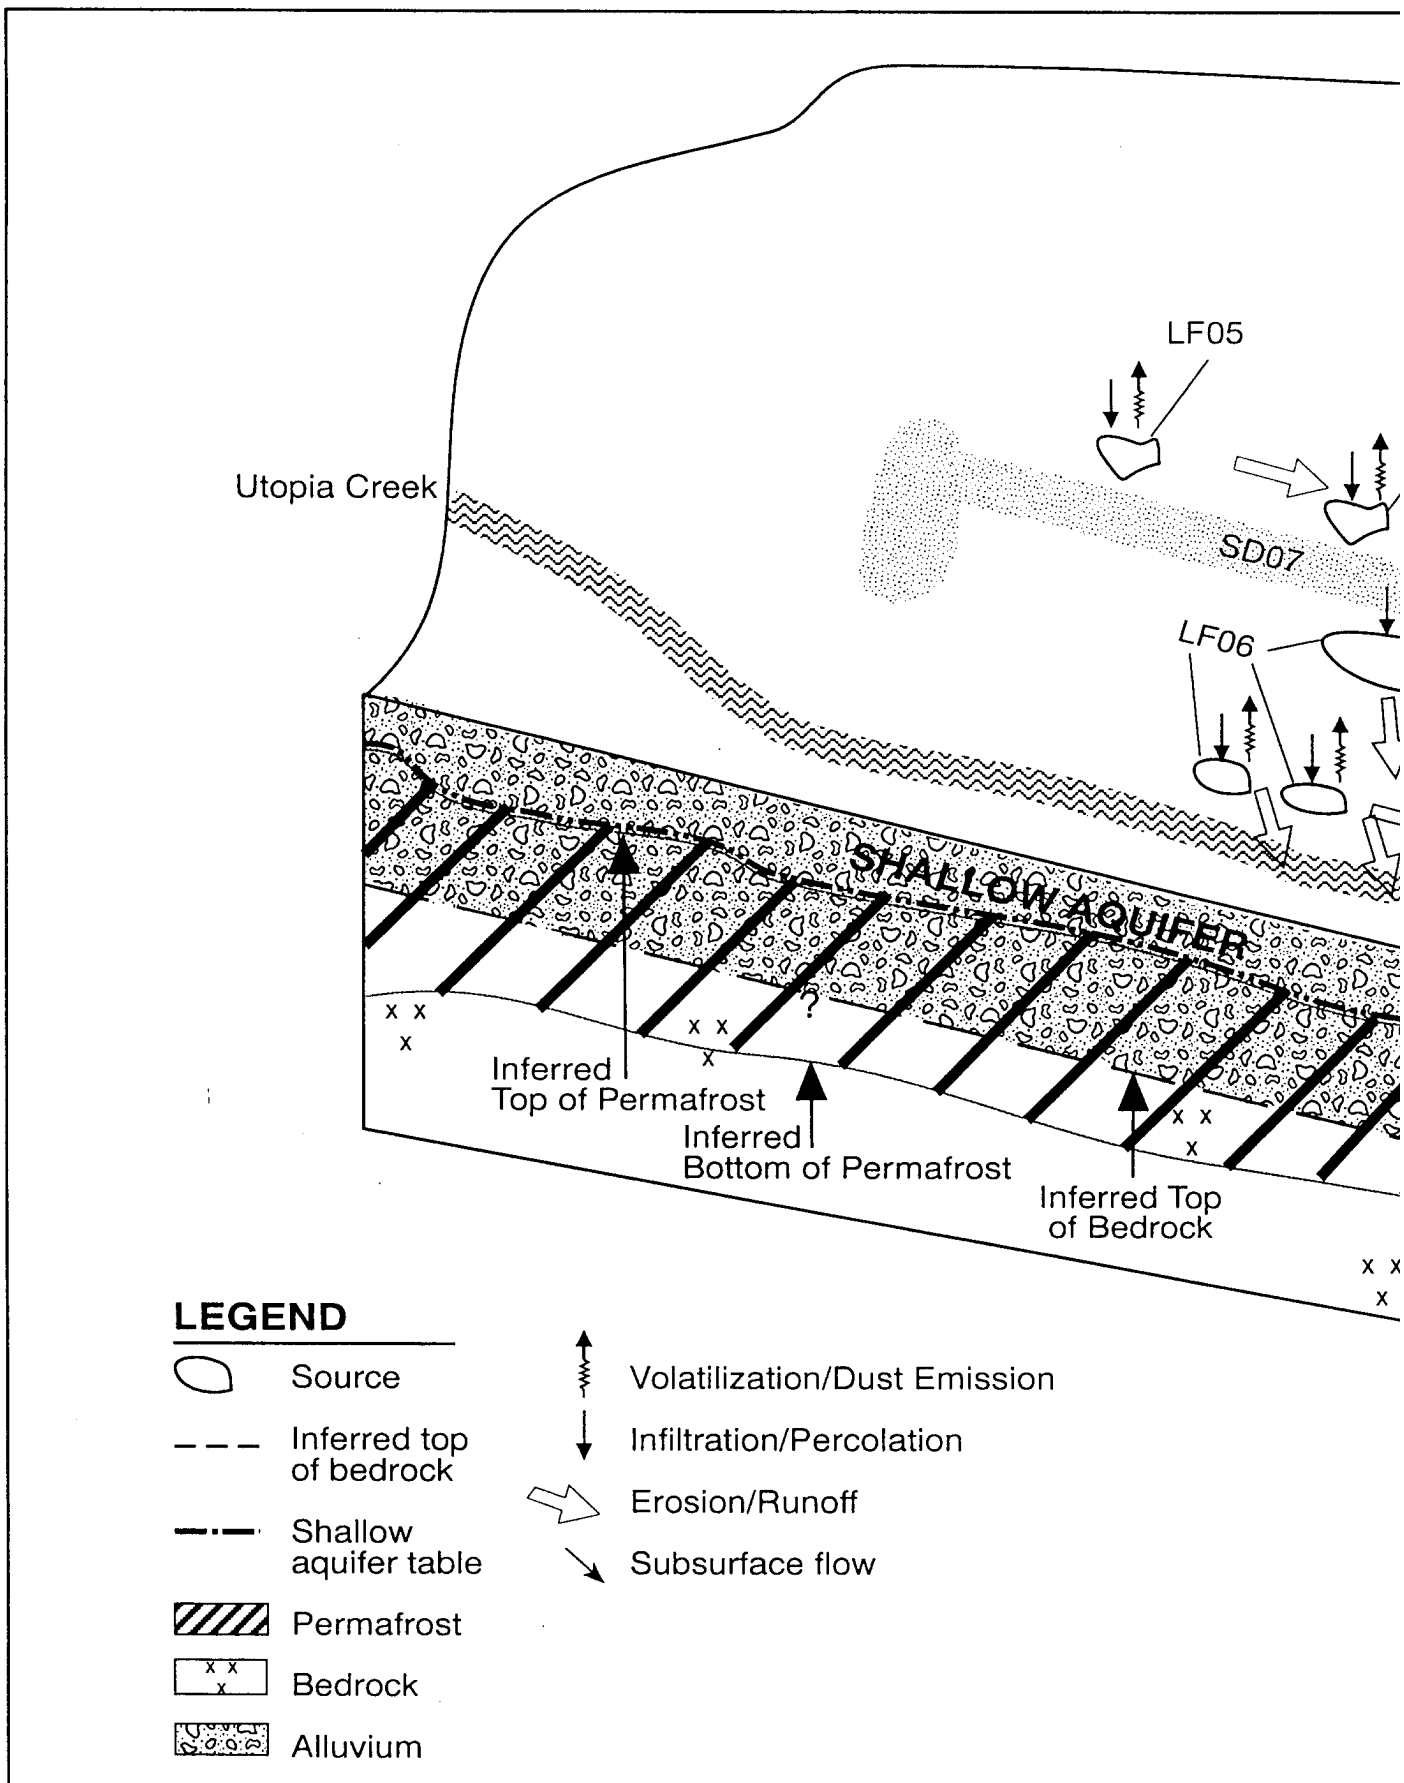 LF05
Utopia Creek
SD07
LF06
SHALLOW AQUIFER
?
x x
x
x x
x
Inferred
Top of Permafrost
Inferred
Bottom of Permafrost
x x
x
Inferred Top
of Bedrock
x x
x
LEGEND
Source
Inferred top
of bedrock
Shallow
aquifer table
Permafrost
x x
x
Bedrock
Alluvium
Volatilization/Dust Emission
Infiltration/Percolation
Erosion/Runoff
Subsurface flow